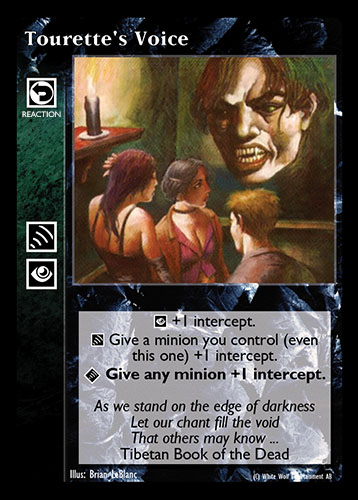 Tourette's Voice
REACTION
+1 intercept.
Give a minion you control (even
this one) +1 intercept.
Give any minion +1 intercept.
As we stand on the edge of darkness
Let our chant fill the void
That others may know ...
Tibetan Book of the Dead
Illus: Brian LeBlanc
(C) White Wolf Entertainment AB